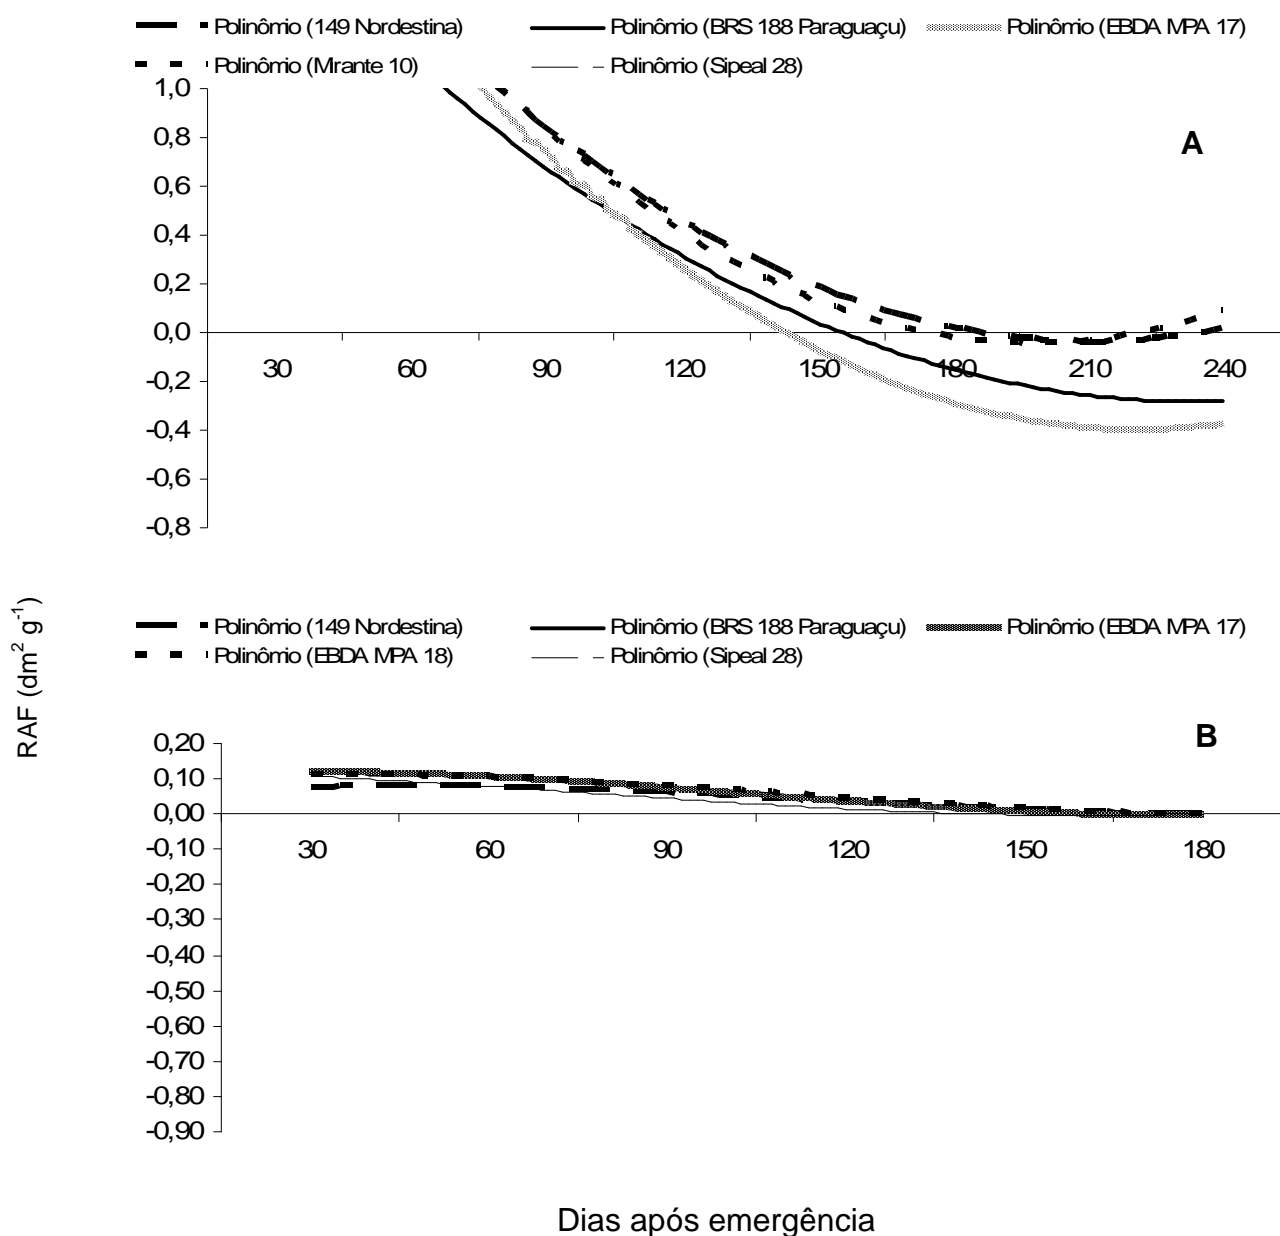 Polinômio (149 Nordestina) Polinômio (BRS 188 Paraguaçu) Polinômio (EBDA MPA 17)
Polinômio (Mirante 10) Polinômio (Sipeal 28)
1,0
A
0,8
0,6
0,4
0,2
0,0
30 60 90 120 150 180 210 240
-0,2
-0,4
-0,6
-0,8
RAF (dm² g⁻¹)
Polinômio (149 Nordestina) Polinômio (BRS 188 Paraguaçu) Polinômio (EBDA MPA 17)
Polinômio (EBDA MPA 18) Polinômio (Sipeal 28)
B
0,20
0,10
0,00
-0,10
30 60 90 120 150 180
-0,20
-0,30
-0,40
-0,50
-0,60
-0,70
-0,80
-0,90
Dias após emergência